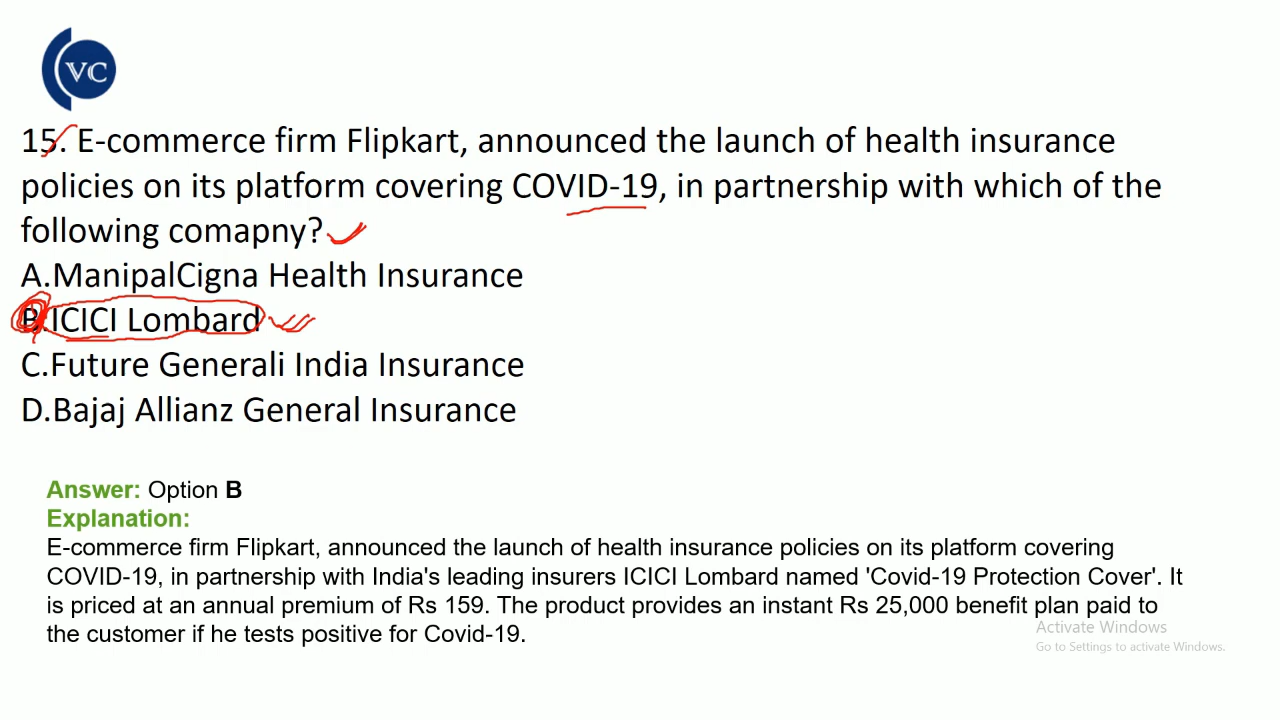 VC
15. E-commerce firm Flipkart, announced the launch of health insurance
policies on its platform covering COVID-19, in partnership with which of the
following comapny?
A.ManipalCigna Health Insurance
B.ICICI Lombard
C.Future Generali India Insurance
D.Bajaj Allianz General Insurance
Answer: Option B
Explanation:
E-commerce firm Flipkart, announced the launch of health insurance policies on its platform covering
COVID-19, in partnership with India's leading insurers ICICI Lombard named 'Covid-19 Protection Cover'. It
is priced at an annual premium of Rs 159. The product provides an instant Rs 25,000 benefit plan paid to
the customer if he tests positive for Covid-19.
Activate Windows
Go to Settings to activate Windows.